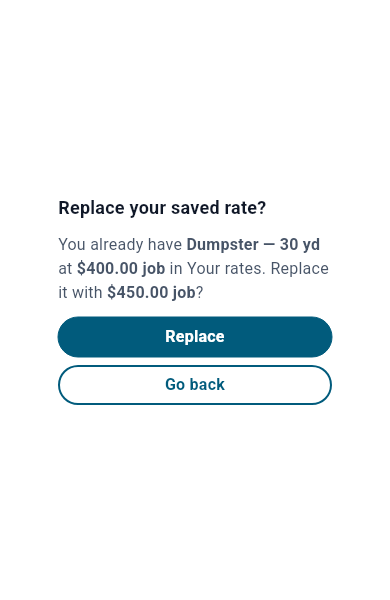 Replace your saved rate?
You already have Dumpster — 30 yd
at $400.00 job in Your rates. Replace
it with $450.00 job?
Replace
Go back